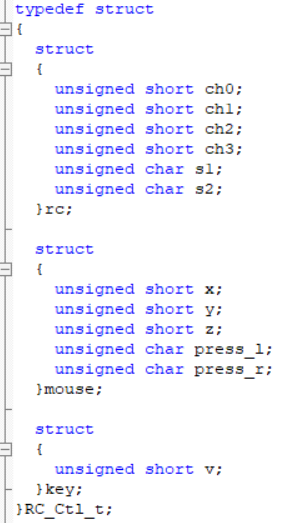 typedef struct
{
struct
{
unsigned short ch0;
unsigned short ch1;
unsigned short ch2;
unsigned short ch3;
unsigned char s1;
unsigned char s2;
}rc;
struct
{
unsigned short x;
unsigned short y;
unsigned short z;
unsigned char press_l;
unsigned char press_r;
}mouse;
struct
{
unsigned short v;
}key;
}RC_Ctl_t;